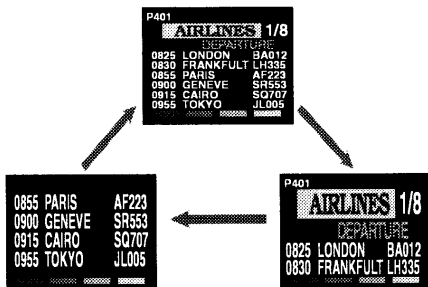 P401
AIRLINES 1/8
DEPARTURE
0825 LONDON BA012
0830 FRANKFULT LH335
0855 PARIS AF223
0900 GENEVE SR553
0915 CAIRO SQ707
0955 TOKYO JL005
0855 PARIS AF223
0900 GENEVE SR553
0915 CAIRO SQ707
0955 TOKYO JL005
P401
AIRLINES 1/8
DEPARTURE
0825 LONDON BA012
0830 FRANKFULT LH335